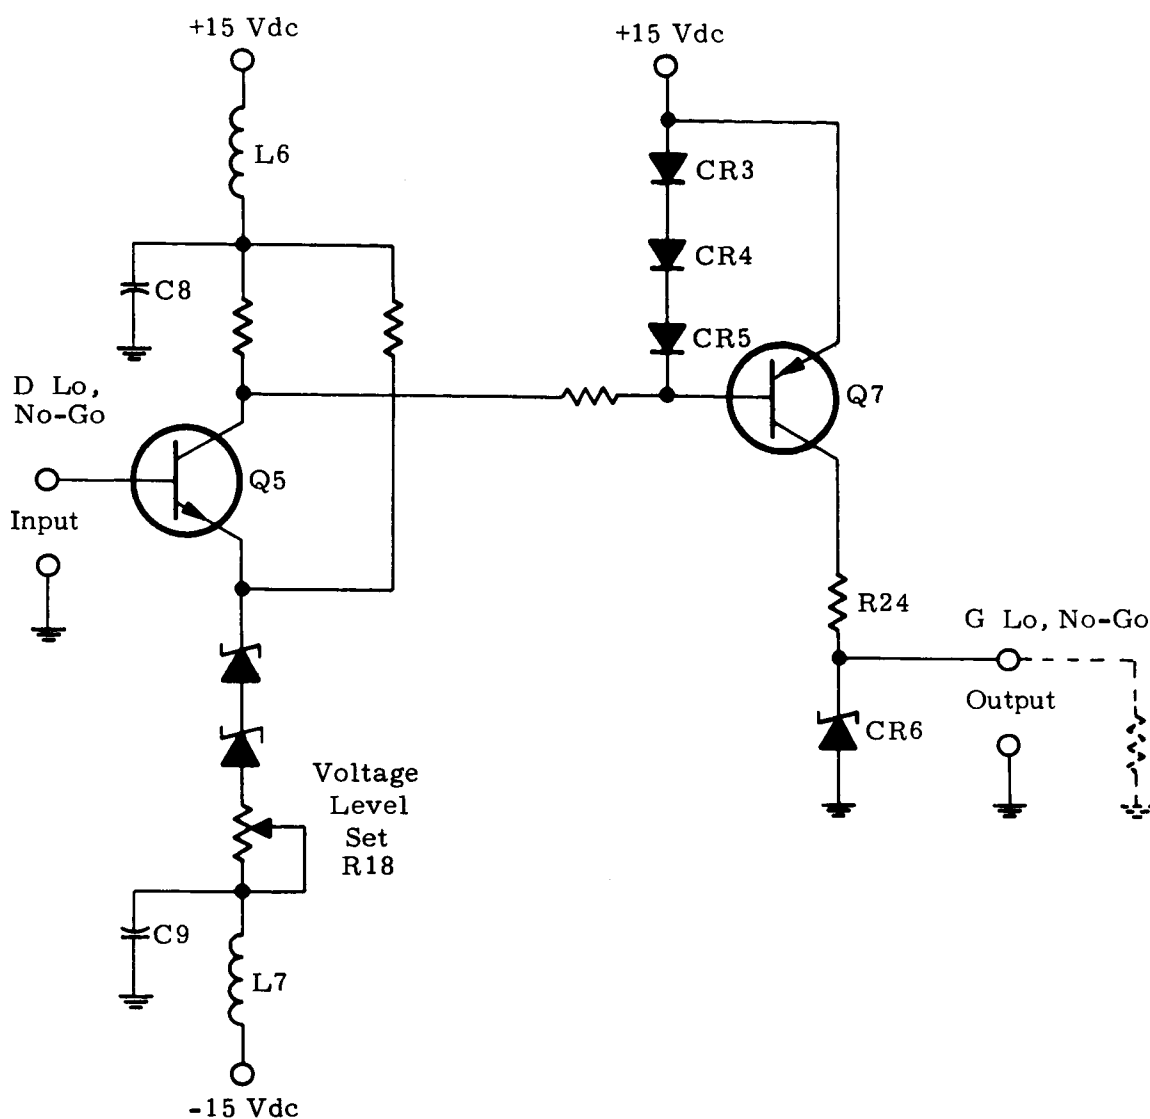 +15 Vdc
+15 Vdc
L6
CR3
CR4
C8
CR5
D Lo,
No-Go
Q7
Q5
Input
R24
G Lo, No-Go
Output
CR6
Voltage
Level
Set
R18
C9
L7
-15 Vdc